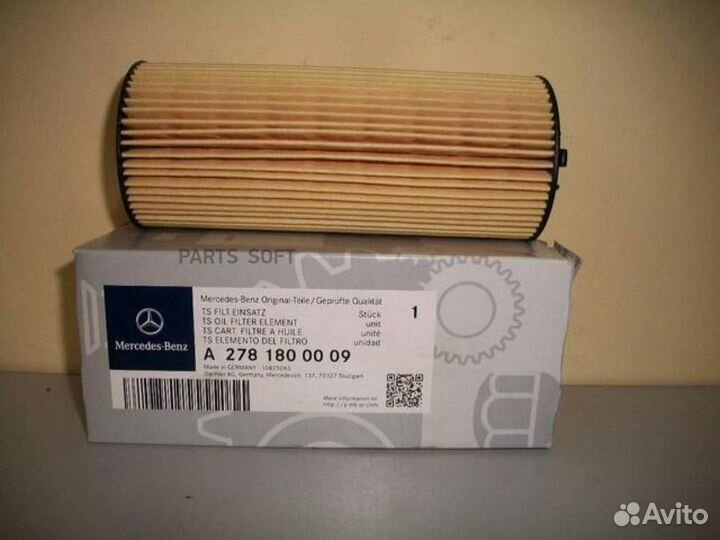 PARTS SOFT
Mercedes-Benz Original-Teile/Geprüfte Qualität
TS FILT.EINSATZ Stück 1
TS OIL FILTER ELEMENT unit
TS CART. FILTRE A HUILE unité
TS ELEMENTO DEL FILTRO unidad
Mercedes-Benz
A 278 180 00 09
Made in GERMANY
Daimler AG, Germany, Mercedesstr. 137, 70327 Stuttgart
More information on
Avito